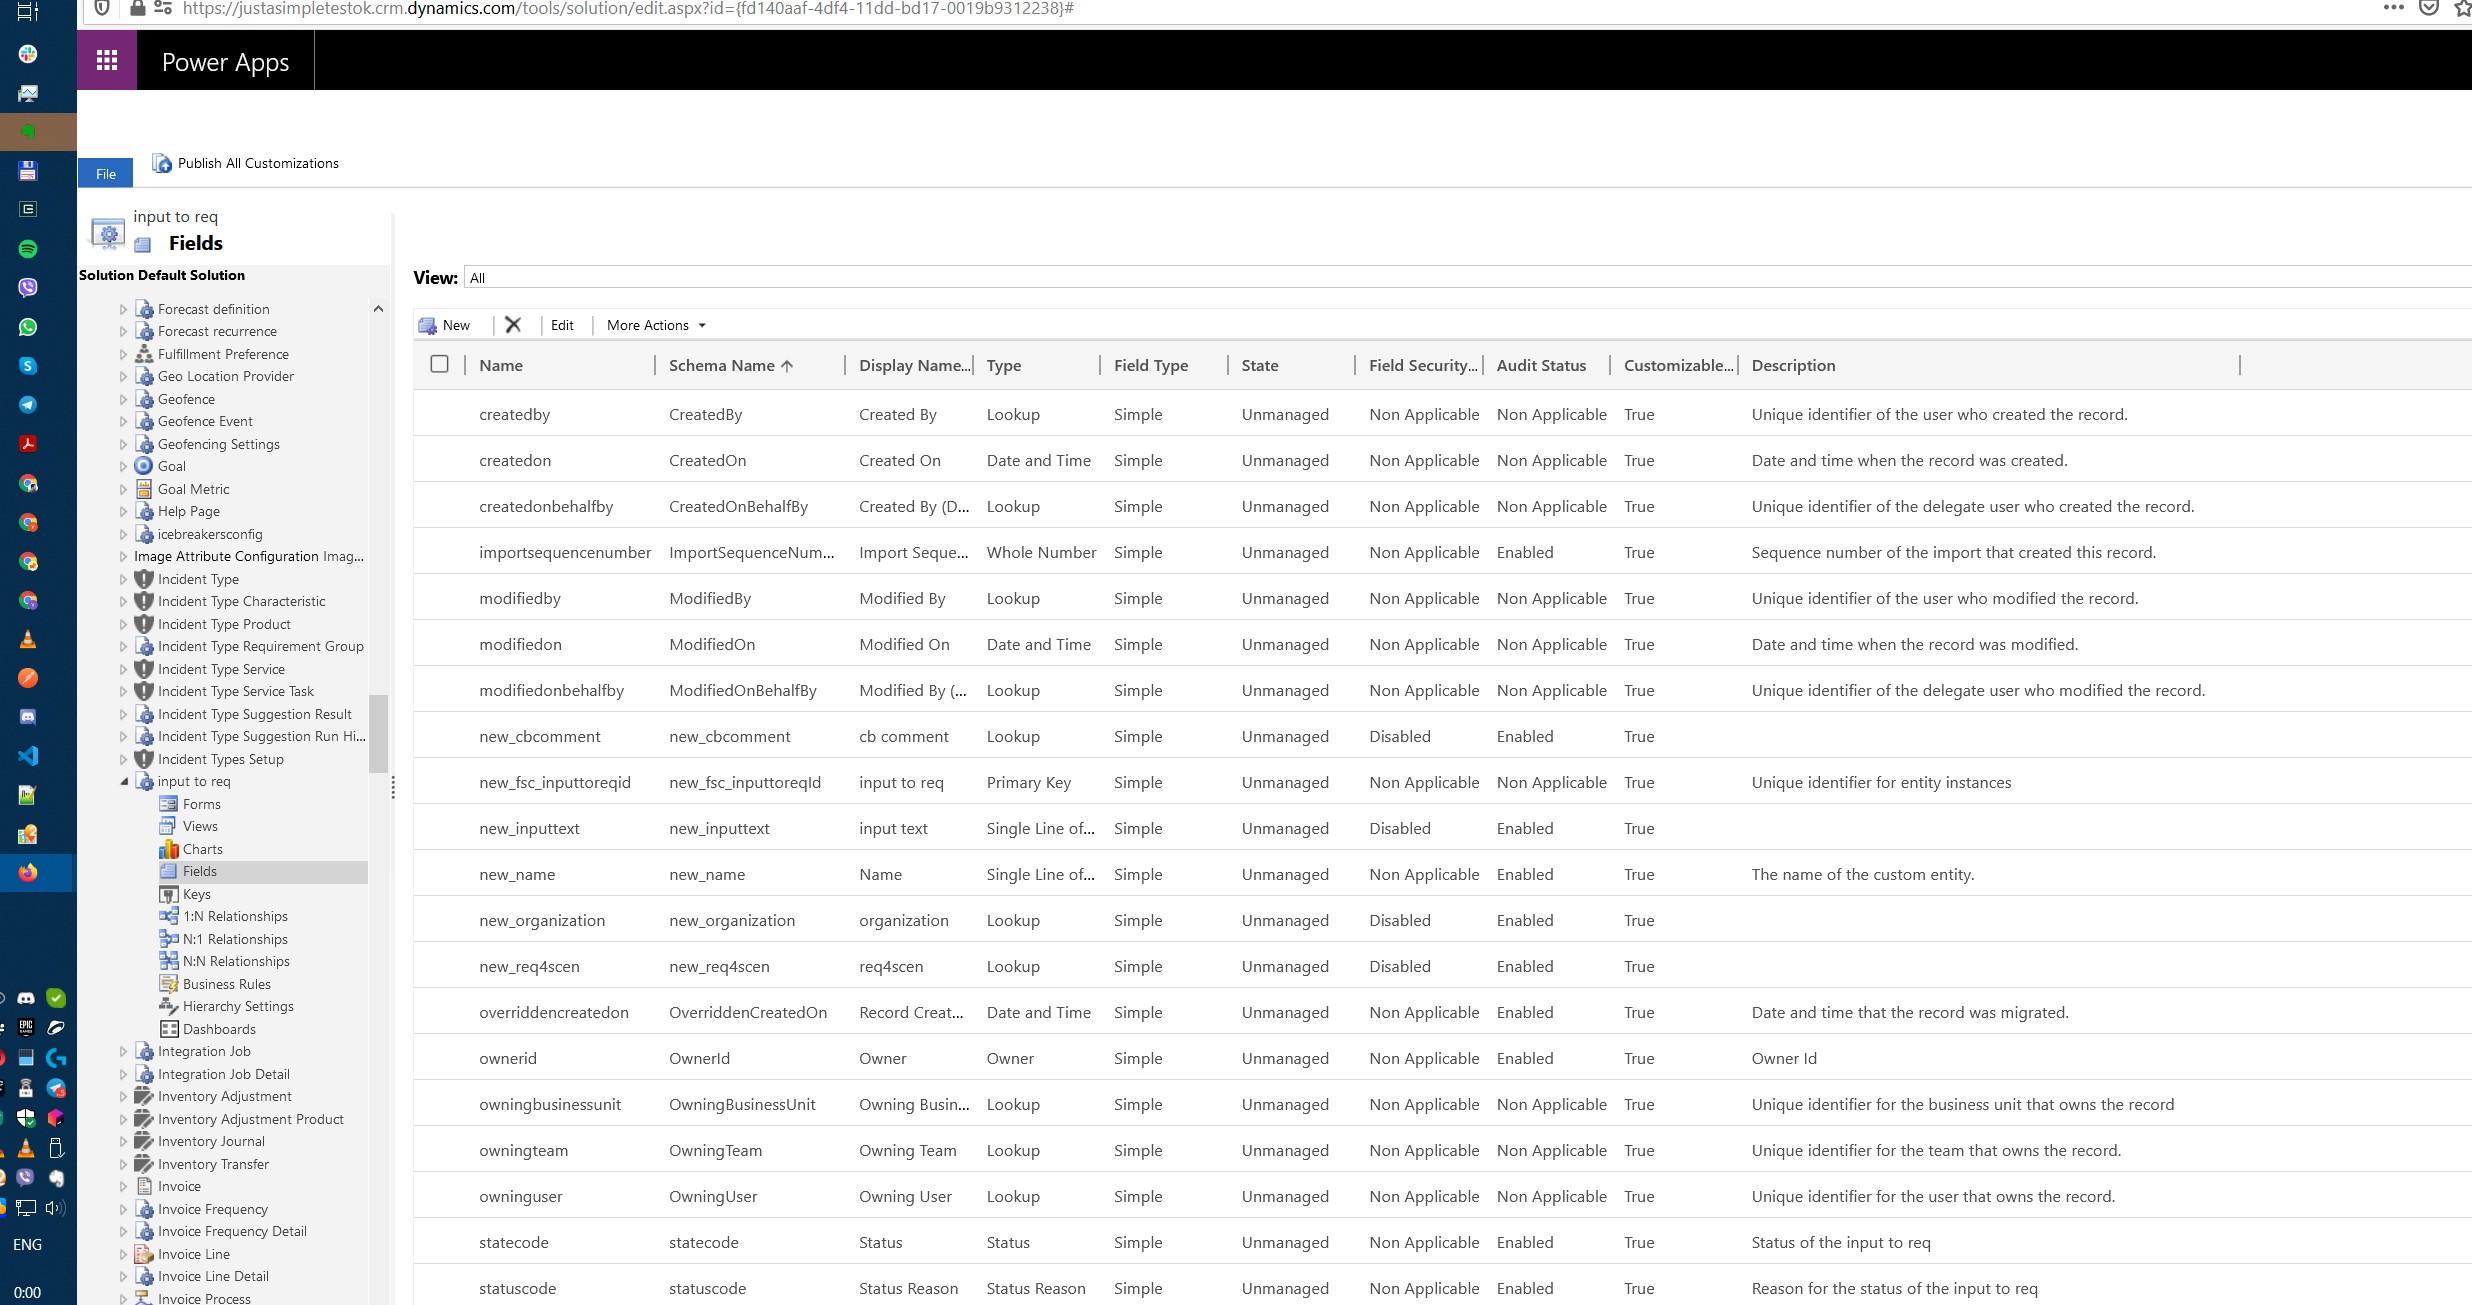 https://justasimpletestok.crm.dynamics.com/tools/solution/edit.aspx?id={fd140aaf-4df4-11dd-bd17-0019b9312238}#
Power Apps
File
Publish All Customizations
input to req
Fields
Solution Default Solution
Forecast definition
Forecast recurrence
Fulfillment Preference
Geo Location Provider
Geofence
Geofence Event
Geofencing Settings
Goal
Goal Metric
Help Page
icebreakersconfig
Image Attribute Configuration Imag...
Incident Type
Incident Type Characteristic
Incident Type Product
Incident Type Requirement Group
Incident Type Service
Incident Type Service Task
Incident Type Suggestion Result
Incident Type Suggestion Run Hi...
Incident Types Setup
input to req
Forms
Views
Charts
Fields
Keys
1:N Relationships
N:1 Relationships
N:N Relationships
Business Rules
Hierarchy Settings
Dashboards
Integration Job
Integration Job Detail
Inventory Adjustment
Inventory Adjustment Product
Inventory Journal
Inventory Transfer
Invoice
Invoice Frequency
Invoice Frequency Detail
Invoice Line
Invoice Line Detail
Invoice Process
View: All
New Edit More Actions
Name Schema Name Display Name... Type Field Type State Field Security... Audit Status Customizable... Description
createdby CreatedBy Created By Lookup Simple Unmanaged Non Applicable Non Applicable True Unique identifier of the user who created the record.
createdon CreatedOn Created On Date and Time Simple Unmanaged Non Applicable Non Applicable True Date and time when the record was created.
createdonbehalfby CreatedOnBehalfBy Created By (D... Lookup Simple Unmanaged Non Applicable Non Applicable True Unique identifier of the delegate user who created the record.
importsequencenumber ImportSequenceNum... Import Seque... Whole Number Simple Unmanaged Non Applicable Enabled True Sequence number of the import that created this record.
modifiedby ModifiedBy Modified By Lookup Simple Unmanaged Non Applicable Non Applicable True Unique identifier of the user who modified the record.
modifiedon ModifiedOn Modified On Date and Time Simple Unmanaged Non Applicable Non Applicable True Date and time when the record was modified.
modifiedonbehalfby ModifiedOnBehalfBy Modified By (... Lookup Simple Unmanaged Non Applicable Non Applicable True Unique identifier of the delegate user who modified the record.
new_cbcomment new_cbcomment cb comment Lookup Simple Unmanaged Disabled Enabled True
new_fsc_inputtoreqid new_fsc_inputtoreqId input to req Primary Key Simple Unmanaged Non Applicable Non Applicable True Unique identifier for entity instances
new_inputtext new_inputtext input text Single Line of... Simple Unmanaged Disabled Enabled True
new_name new_name Name Single Line of... Simple Unmanaged Non Applicable Enabled True The name of the custom entity.
new_organization new_organization organization Lookup Simple Unmanaged Disabled Enabled True
new_req4scen new_req4scen req4scen Lookup Simple Unmanaged Disabled Enabled True
overriddencreatedon OverriddenCreatedOn Record Creat... Date and Time Simple Unmanaged Non Applicable Enabled True Date and time that the record was migrated.
ownerid OwnerId Owner Owner Simple Unmanaged Non Applicable Enabled True Owner Id
owningbusinessunit OwningBusinessUnit Owning Busin... Lookup Simple Unmanaged Non Applicable Non Applicable True Unique identifier for the business unit that owns the record
owningteam OwningTeam Owning Team Lookup Simple Unmanaged Non Applicable Non Applicable True Unique identifier for the team that owns the record.
owninguser OwningUser Owning User Lookup Simple Unmanaged Non Applicable Non Applicable True Unique identifier for the user that owns the record.
statecode statecode Status Status Simple Unmanaged Non Applicable Enabled True Status of the input to req
statuscode statuscode Status Reason Status Reason Simple Unmanaged Non Applicable Enabled True Reason for the status of the input to req
ENG
0:00